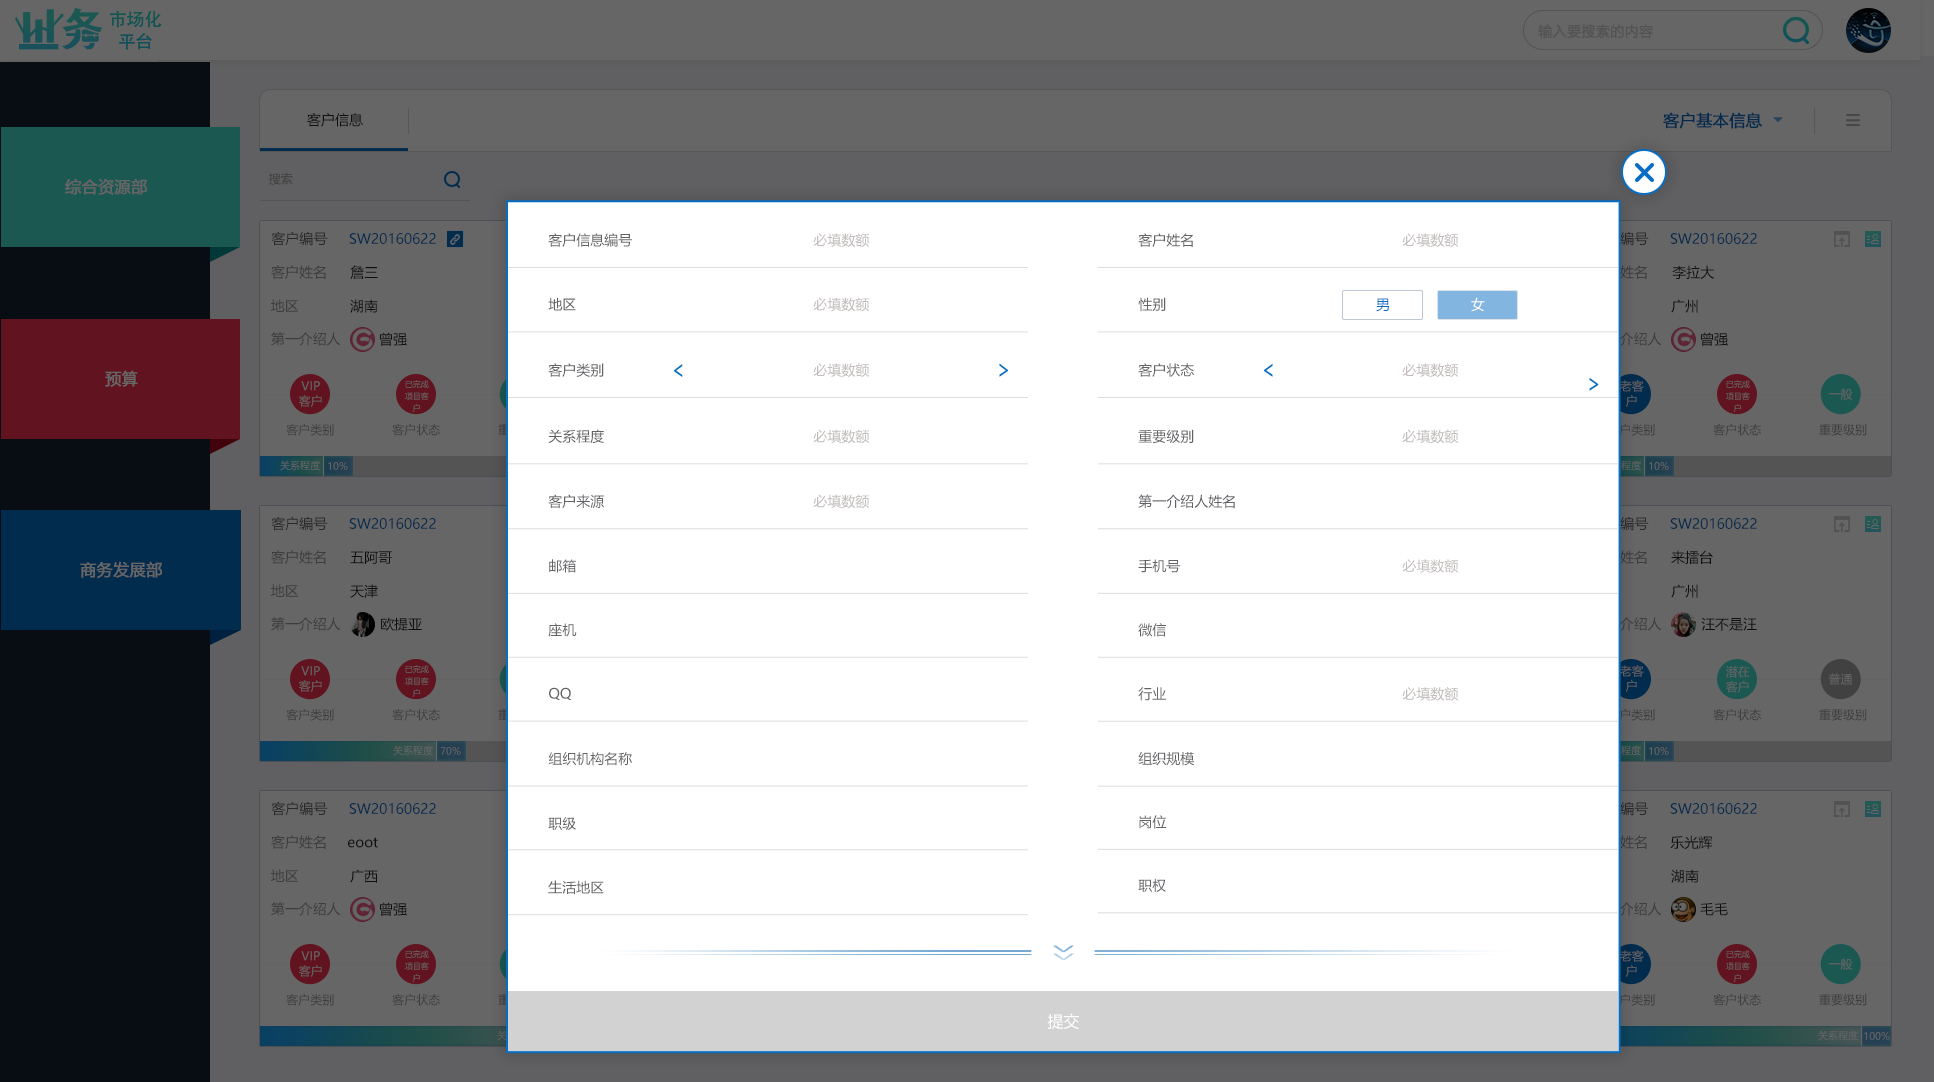 业务 市场化
平台
输入要搜索的内容
客户信息
客户基本信息
搜索
综合资源部
预算
商务发展部
客户编号 SW20160622
客户姓名 詹三
地区 湖南
第一介绍人 曾强
VIP
客户
已完成
项目客
户
客户类别 客户状态
关系程度 10%
客户编号 SW20160622
客户姓名 五阿哥
地区 天津
第一介绍人 欧提亚
VIP
客户
已完成
项目客
户
客户类别 客户状态
关系程度 70%
客户编号 SW20160622
客户姓名 eoot
地区 广西
第一介绍人 曾强
VIP
客户
已完成
项目客
户
客户类别 客户状态
客户信息编号 必填数额
客户姓名 必填数额
地区 必填数额
性别 男 女
客户类别 必填数额
客户状态 必填数额
关系程度 必填数额
重要级别 必填数额
客户来源 必填数额
第一介绍人姓名
邮箱
手机号 必填数额
座机
微信
QQ
行业 必填数额
组织机构名称
组织规模
职级
岗位
生活地区
职权
提交
编号 SW20160622
姓名 李拉大
广州
介绍人 曾强
老客
户
已完成
项目客
户
一般
户类别 客户状态 重要级别
程度 10%
编号 SW20160622
姓名 来擂台
广州
介绍人 汪不是汪
老客
户
潜在
客户
普通
户类别 客户状态 重要级别
程度 10%
编号 SW20160622
姓名 乐光辉
湖南
介绍人 毛毛
老客
户
已完成
项目客
户
一般
户类别 客户状态 重要级别
关系程度 100%